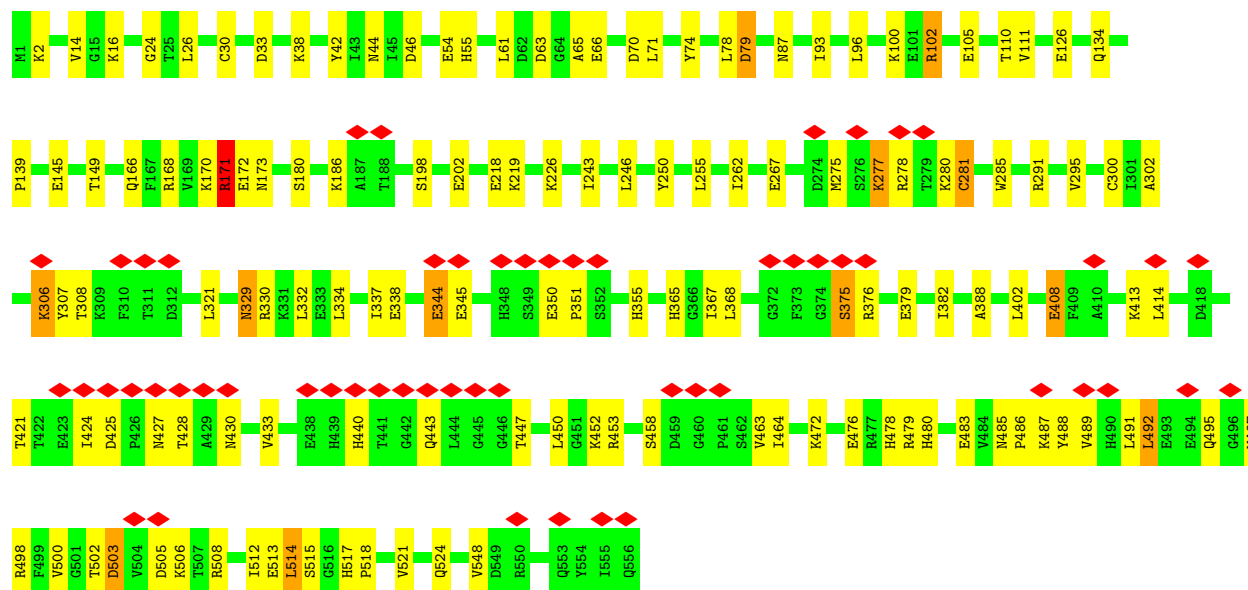 M1 K2 V14 G15 K16 G24 T25 L26 C30 D33 K38 Y42 I43 N44 I45 D46 E54 H55 L61 D62 D63 G64 A65 E66 D70 L71 Y74 L78 D79 N87 I93 L96 K100 E101 R102 E105 T110 V111 E126 Q134
P139 E145 T149 Q166 F167 R168 V169 K170 R171 E172 N173 S180 K186 A187 T188 S198 E202 E218 K219 K226 I243 L246 Y250 L255 I262 E267 D274 M275 S276 K277 R278 T279 K280 C281 W285 R291 V295 C300 I301 A302
K306 Y307 T308 K309 F310 T311 D312 L321 N329 R330 K331 L332 E333 L334 I337 E338 E344 E345 H348 S349 E350 P351 S352 H355 H365 G366 I367 L368 G372 F373 G374 S375 R376 E379 I382 A388 L402 E408 F409 A410 K413 L414 D418
T421 T422 E423 I424 D425 P426 N427 T428 A429 N430 V433 E438 H439 H440 T441 G442 Q443 L444 G445 G446 T447 L450 G451 K452 R453 S458 D459 G460 P461 S462 V463 I464 K472 E476 R477 H478 R479 H480 E483 V484 N485 P486 K487 Y488 V489 H490 L491 L492 E493 E494 Q495 G496
R498 F499 V500 G501 T502 D503 V504 D505 K506 T507 R508 I512 E513 L514 S515 G516 H517 P518 V521 Q524 V548 D549 R550 Q553 Y554 I555 Q556